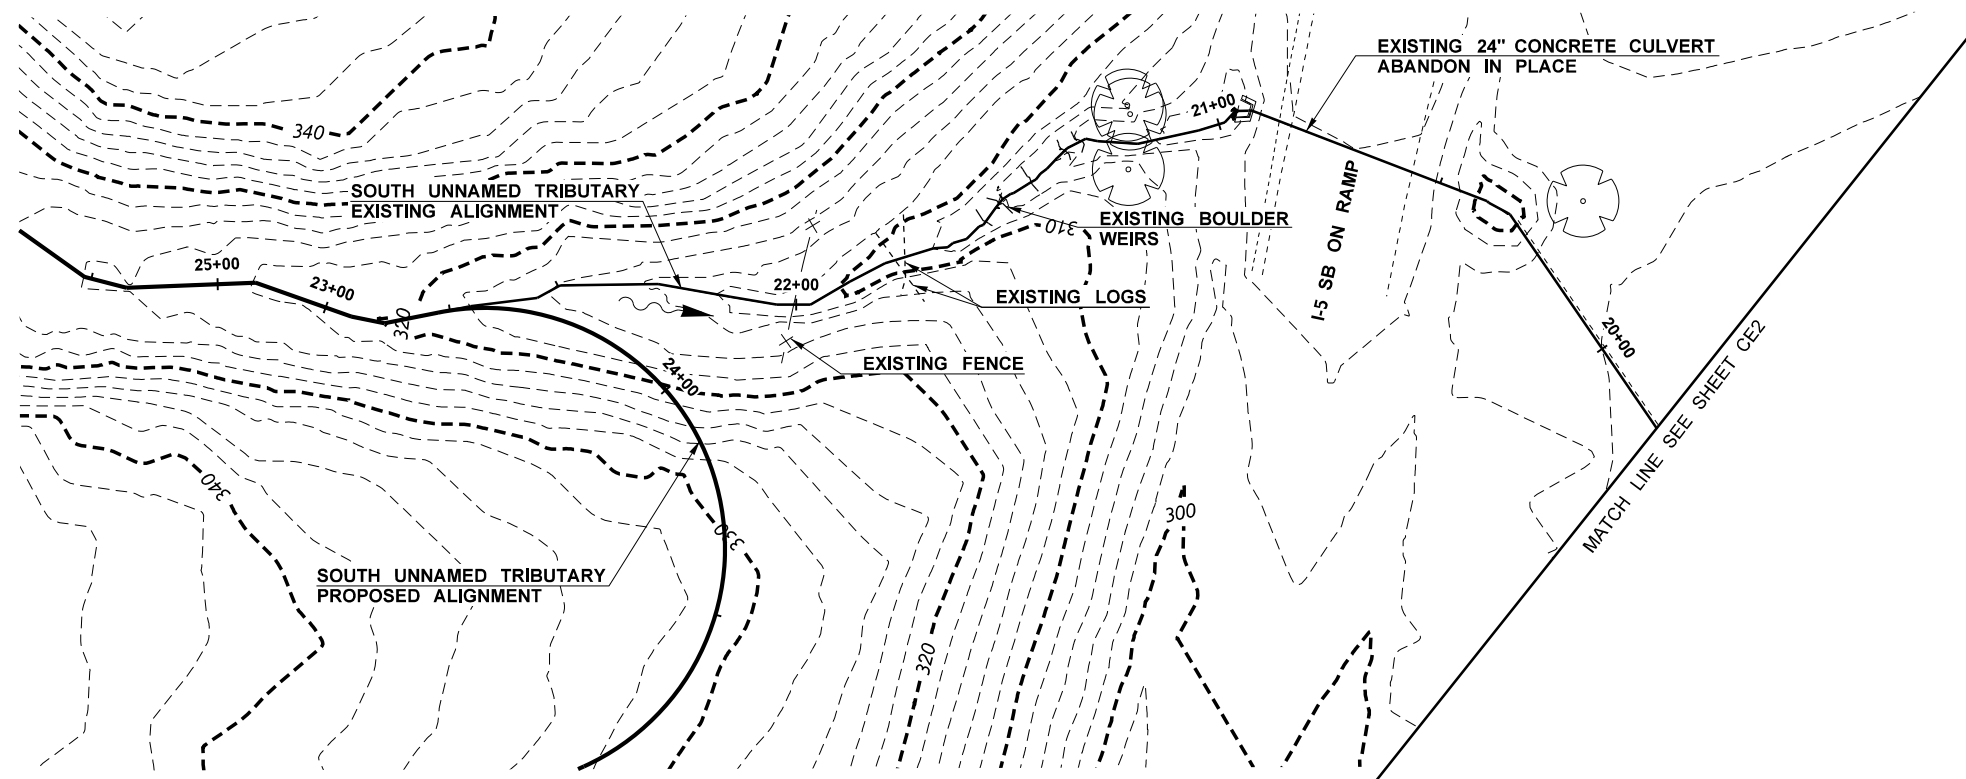 EXISTING 24" CONCRETE CULVERT
ABANDON IN PLACE
21+00
340
SOUTH UNNAMED TRIBUTARY
EXISTING ALIGNMENT
EXISTING BOULDER
WEIRS
310
I-5 SB ON RAMP
25+00
23+00
22+00
EXISTING LOGS
320
20+00
EXISTING FENCE
24+00
MATCH LINE SEE SHEET CE2
340
300
330
SOUTH UNNAMED TRIBUTARY
PROPOSED ALIGNMENT
320